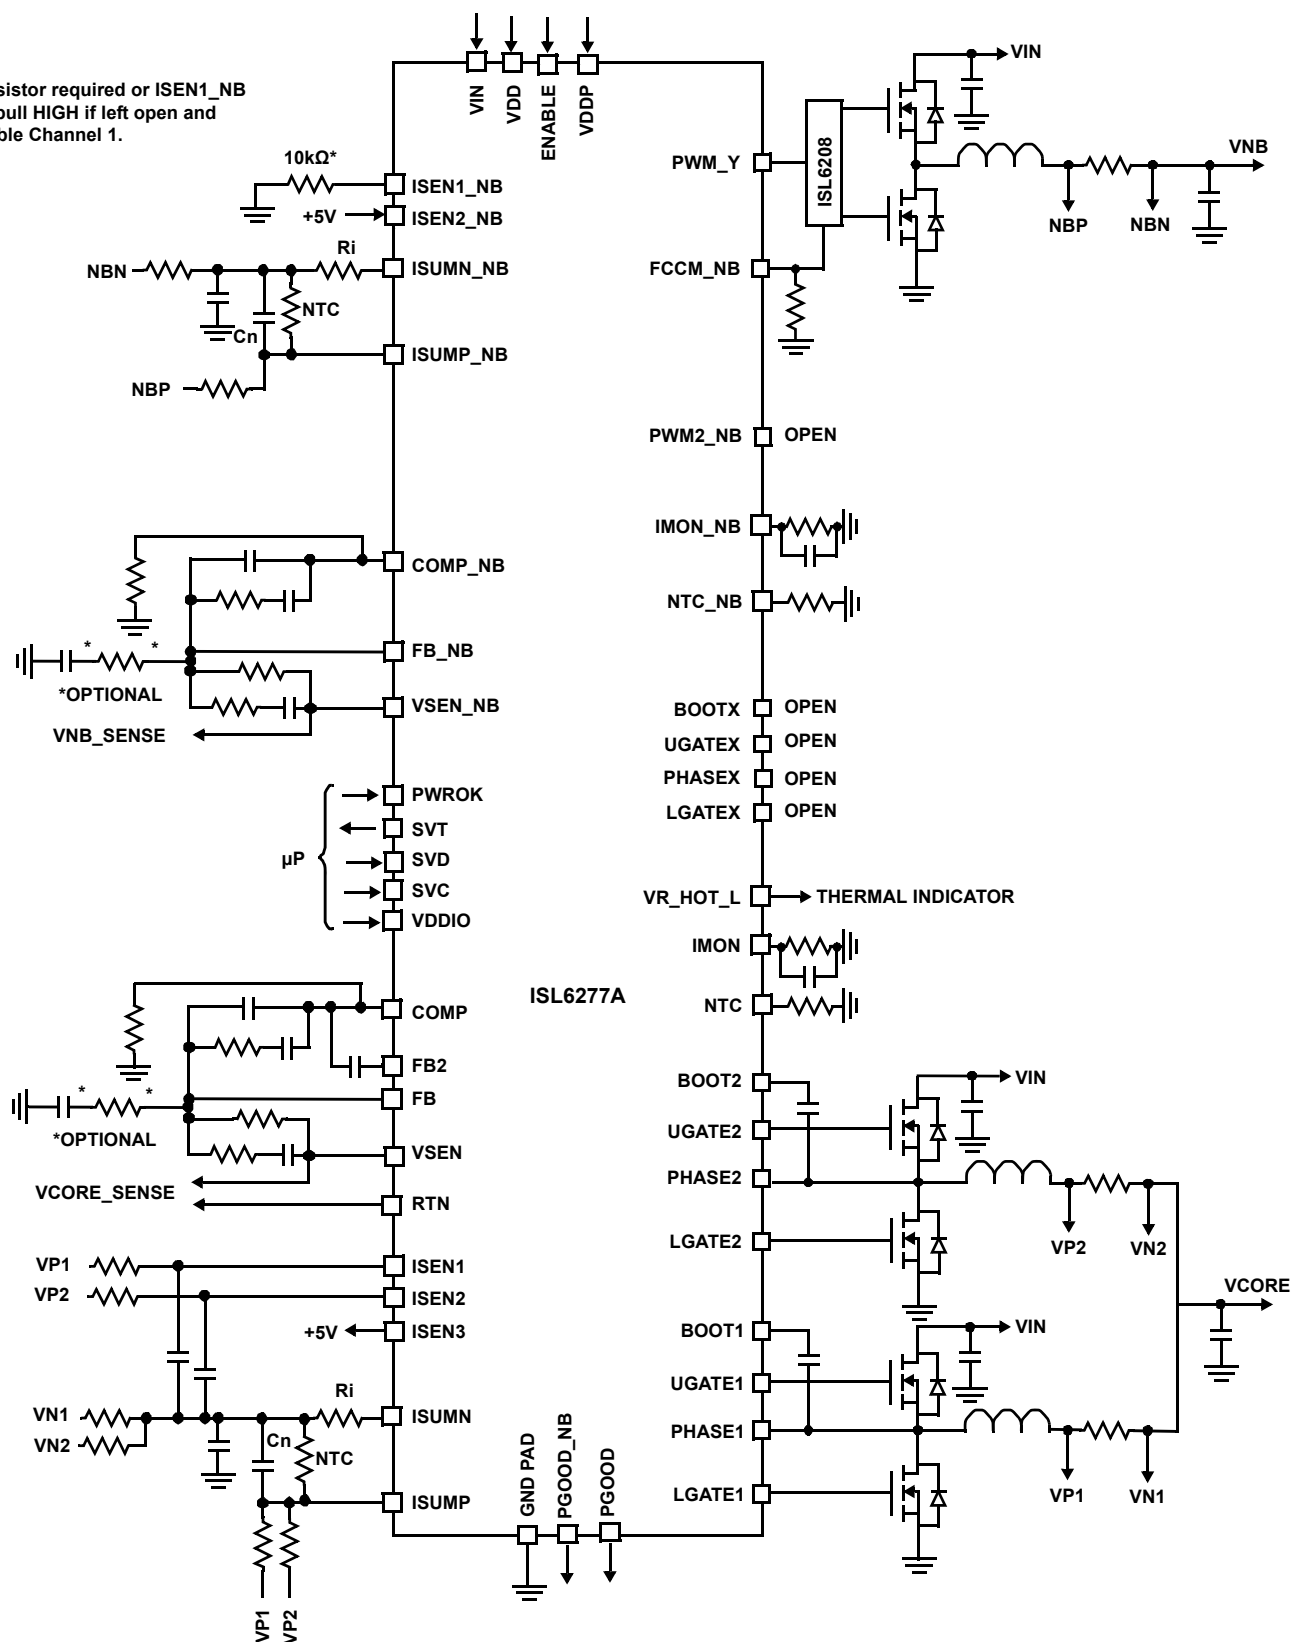 sistor required or ISEN1_NB
pull HIGH if left open and
ble Channel 1.
VIN
VDD
ENABLE
VDDP
VIN
10kΩ*
ISEN1_NB
+5V
ISEN2_NB
PWM_Y
ISL6208
VNB
NBP
NBN
NBN
Ri
ISUMN_NB
FCCM_NB
NTC
Cn
ISUMP_NB
NBP
PWM2_NB
OPEN
IMON_NB
COMP_NB
NTC_NB
FB_NB
*
*
*OPTIONAL
VSEN_NB
VNB_SENSE
BOOTX
OPEN
UGATEX
OPEN
PHASEX
OPEN
LGATEX
OPEN
µP
PWROK
SVT
SVD
SVC
VDDIO
VR_HOT_L
THERMAL INDICATOR
IMON
ISL6277A
NTC
COMP
FB2
FB
*
*
*OPTIONAL
VSEN
VCORE_SENSE
RTN
BOOT2
VIN
UGATE2
PHASE2
LGATE2
VP2
VN2
VP1
ISEN1
VP2
ISEN2
+5V
ISEN3
VCORE
BOOT1
VIN
UGATE1
PHASE1
LGATE1
VP1
VN1
VN1
VN2
Ri
ISUMN
Cn
NTC
ISUMP
VP1
VP2
GND PAD
PGOOD_NB
PGOOD